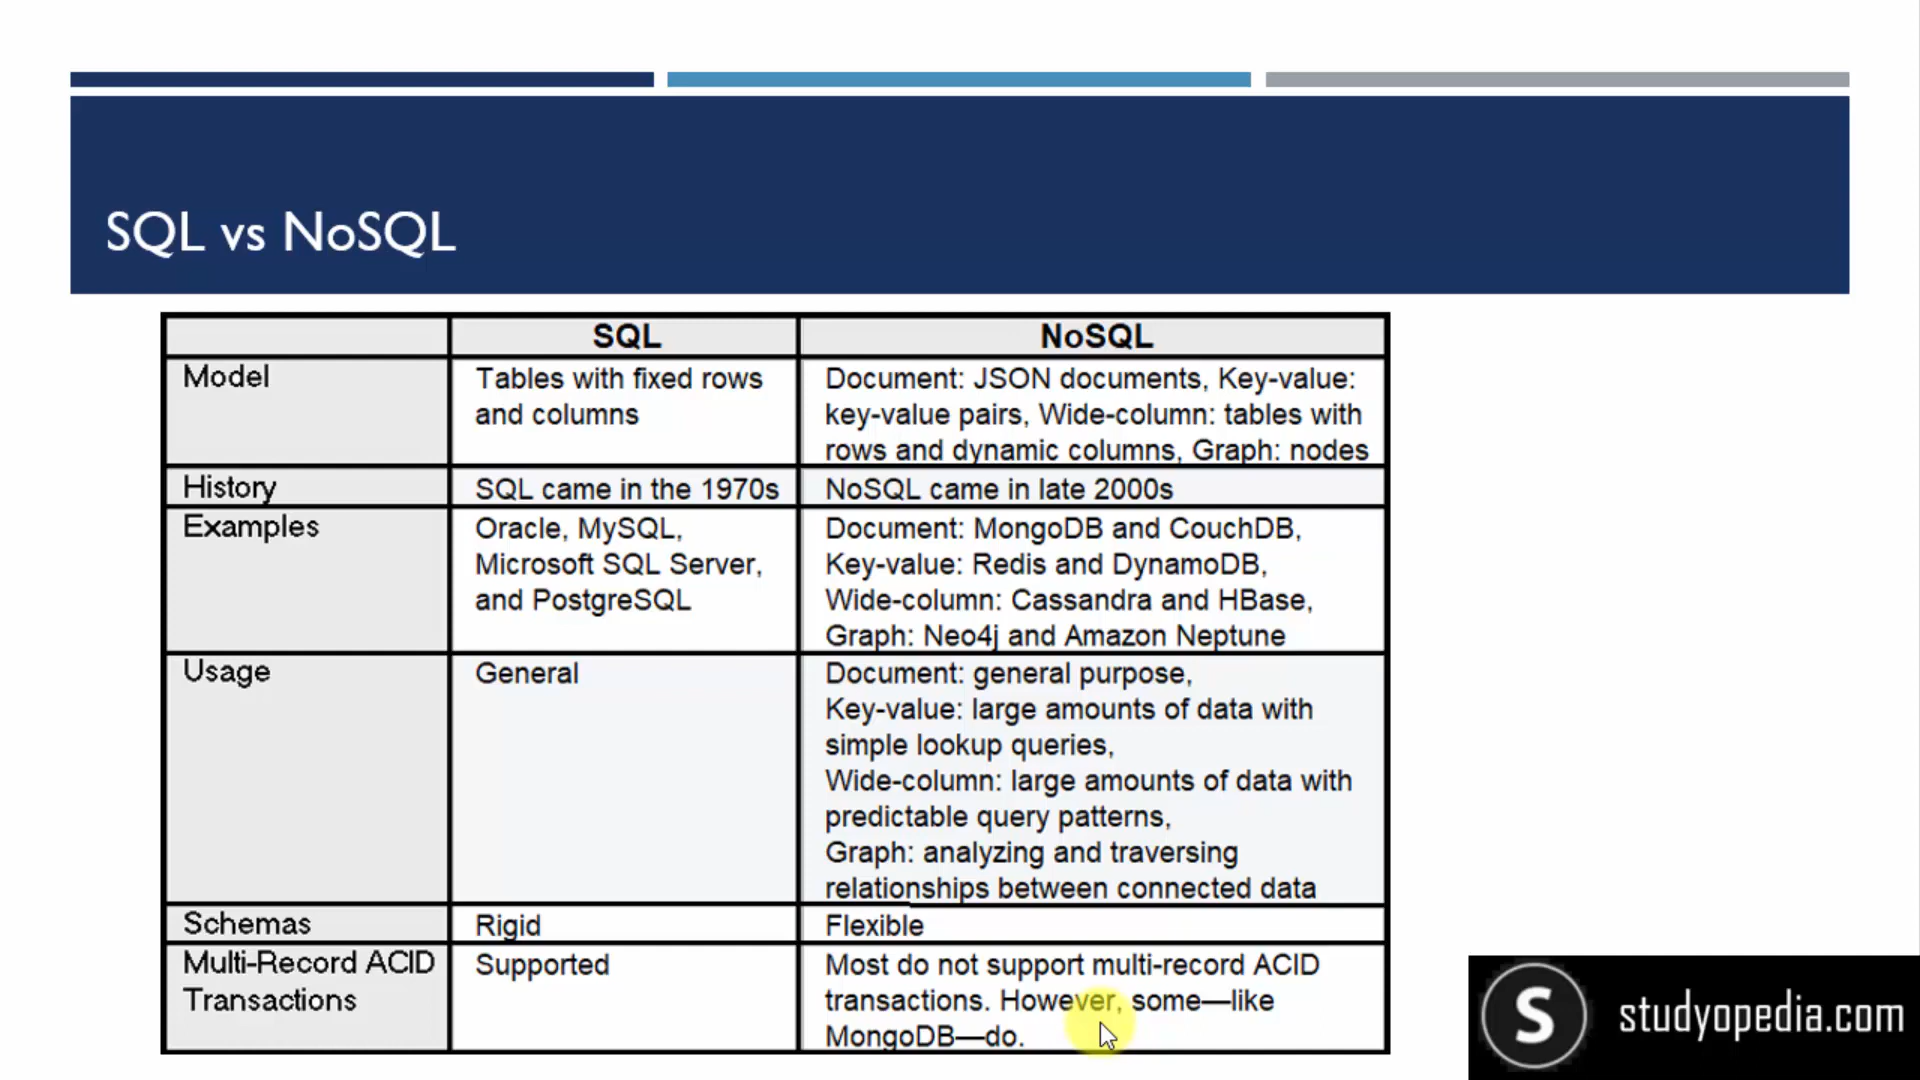 SQL vs NoSQL
SQL
NoSQL
Model
Tables with fixed rows
and columns
Document: JSON documents, Key-value:
key-value pairs, Wide-column: tables with
rows and dynamic columns, Graph: nodes
History
SQL came in the 1970s
NoSQL came in late 2000s
Examples
Oracle, MySQL,
Microsoft SQL Server,
and PostgreSQL
Document: MongoDB and CouchDB,
Key-value: Redis and DynamoDB,
Wide-column: Cassandra and HBase,
Graph: Neo4j and Amazon Neptune
Usage
General
Document: general purpose,
Key-value: large amounts of data with
simple lookup queries,
Wide-column: large amounts of data with
predictable query patterns,
Graph: analyzing and traversing
relationships between connected data
Schemas
Rigid
Flexible
Multi-Record ACID
Transactions
Supported
Most do not support multi-record ACID
transactions. However, some—like
MongoDB—do.
S
studyopedia.com